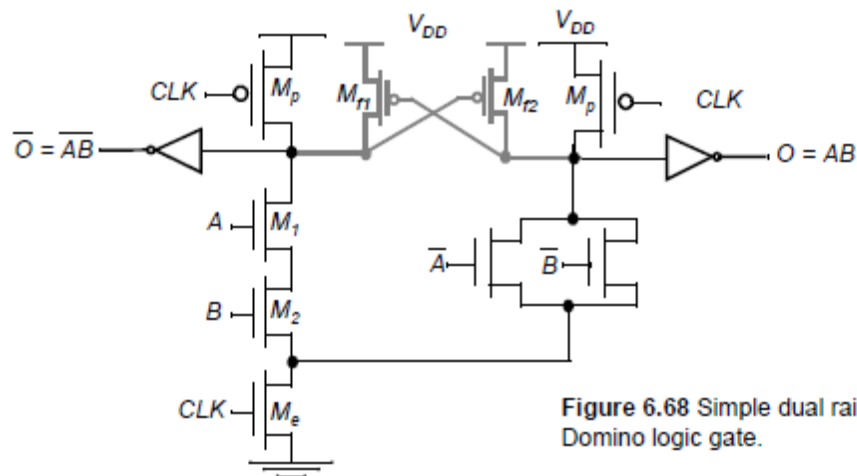 V_DD
V_DD
CLK
M_p
M_f1
M_f2
M_p
CLK
O̅ = A̅B̅
O = AB
A
M_1
A̅
B̅
B
M_2
CLK
M_e
Figure 6.68 Simple dual rai
Domino logic gate.